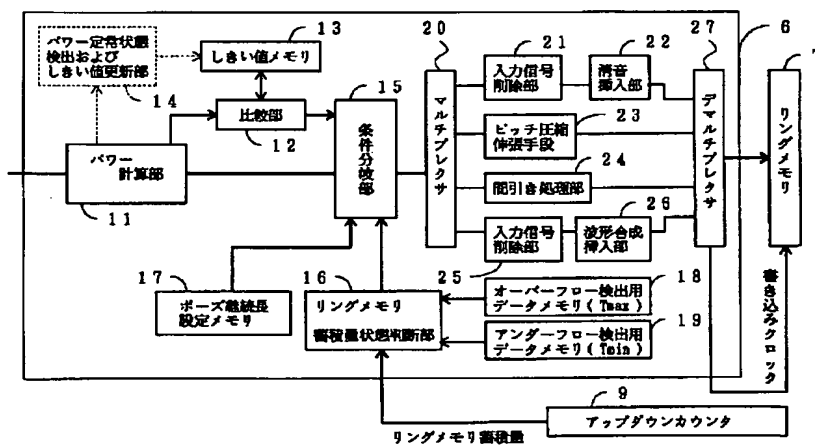 パワー定常状態
検出および
しきい値更新部
14
しきい値メモリ
13
比較部
12
パワー
計算部
11
条件分岐部
15
ポーズ継続長
設定メモリ
17
リングメモリ
蓄積量状態判断部
16
マルチプレクサ
20
入力信号
削除部
21
清音
挿入部
22
ピッチ圧縮
伸張手段
23
間引き処理部
24
入力信号
削除部
25
波形合成
挿入部
26
デマルチプレクサ
27
オーバーフロー検出用
データメモリ(Tmax)
18
アンダーフロー検出用
データメモリ(Tmin)
19
6
リングメモリ
7
書き込みクロック
アップダウンカウンタ
9
リングメモリ蓄積量